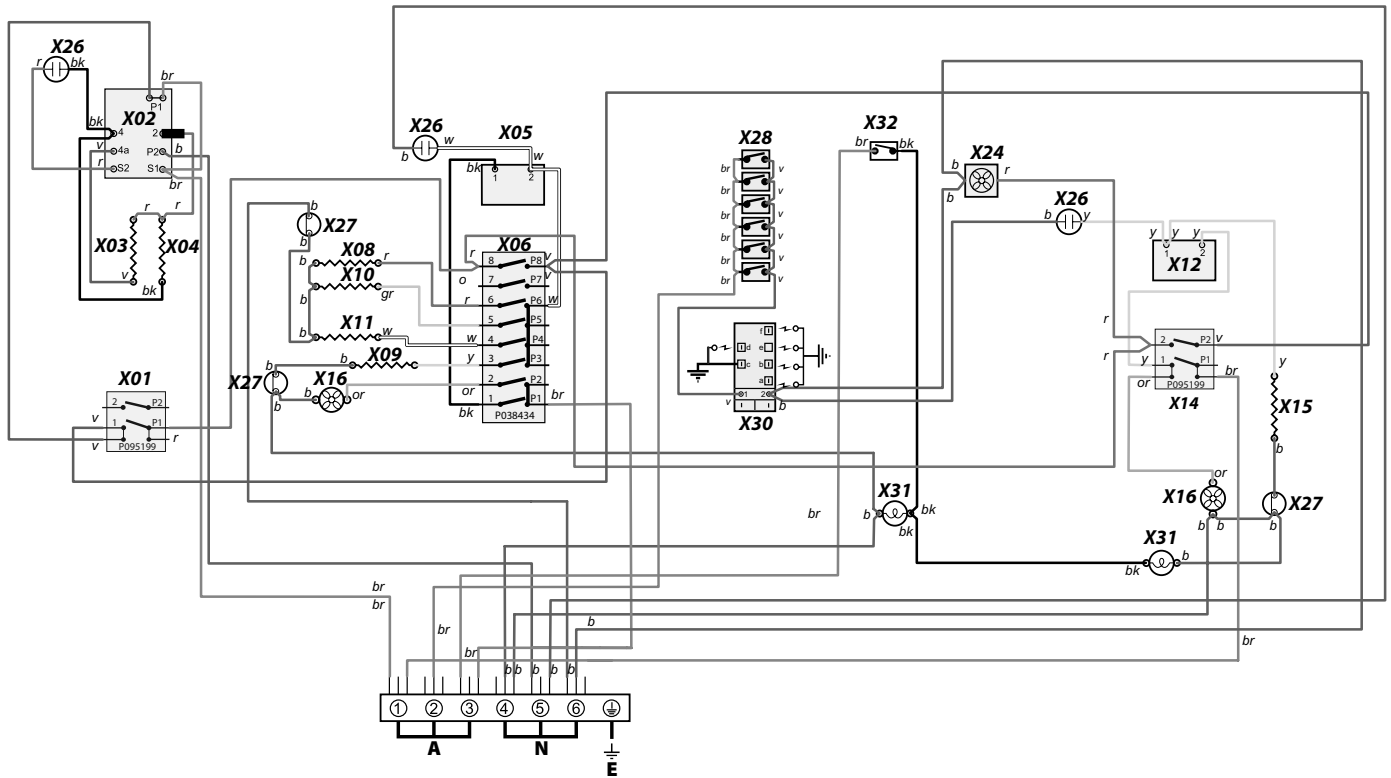 X26
r
bk
br
P1
X02
bk
4
2
v
4a
P2
b
r
S2
S1
br
r
r
X03
X04
v
bk
X26
b
w
X05
w
bk
1
2
b
X27
b
X06
b
X08
r
X10
b
gr
X11
b
w
b
X09
b
X27
X16
b
b
or
r
8
P8
v
v
o
7
P7
r
6
P6
w
5
P5
w
4
P4
y
3
P3
2
P2
or
1
P1
br
bk
P038434
X01
2
P2
v
1
P1
v
r
P095199
X28
br
v
br
v
br
v
br
v
br
v
br
v
f
d
e
c
b
a
1
2
v
b
X30
X32
br
bk
X24
b
r
b
X26
b
y
y
y
y
1
2
X12
r
2
P2
v
r
y
1
P1
or
br
P095199
X14
y
X15
b
or
X16
b
b
X27
b
X31
b
bk
bk
br
X31
bk
b
br
br
br
br
b
br
b
b
b
b
b
b
1
2
3
4
5
6
A
N
E